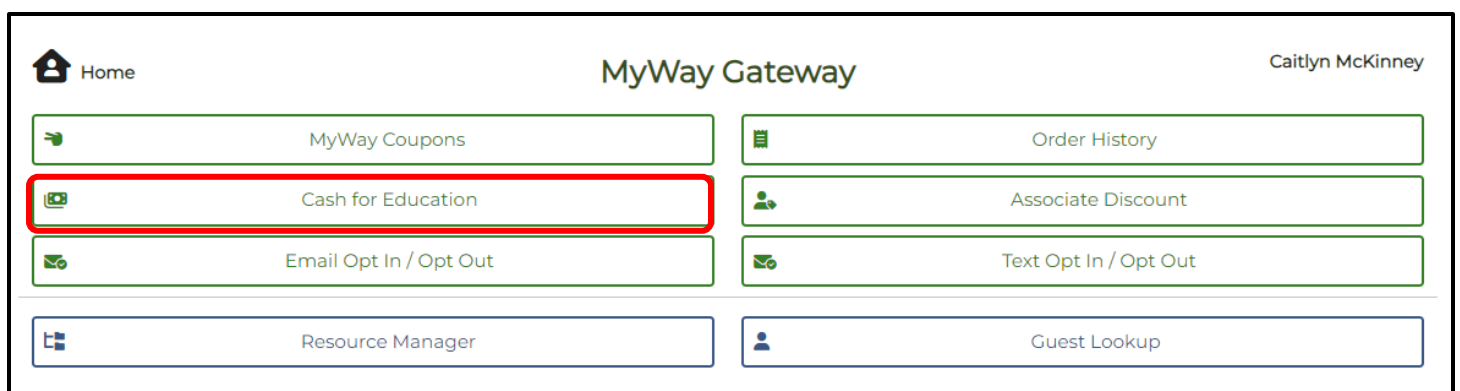 Home
MyWay Gateway
Caitlyn McKinney
MyWay Coupons
Order History
Cash for Education
Associate Discount
Email Opt In / Opt Out
Text Opt In / Opt Out
Resource Manager
Guest Lookup